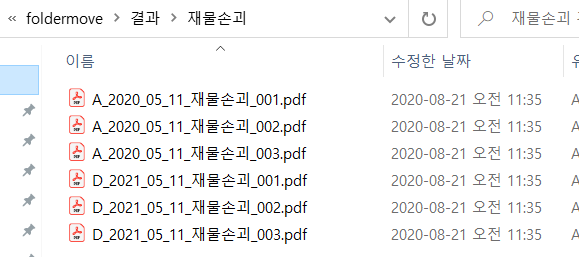 « foldermove > 결과 > 재물손괴
재물손괴
이름 수정한 날짜
A_2020_05_11_재물손괴_001.pdf 2020-08-21 오전 11:35 A
A_2020_05_11_재물손괴_002.pdf 2020-08-21 오전 11:35 A
A_2020_05_11_재물손괴_003.pdf 2020-08-21 오전 11:35 A
D_2021_05_11_재물손괴_001.pdf 2020-08-21 오전 11:35 A
D_2021_05_11_재물손괴_002.pdf 2020-08-21 오전 11:35 A
D_2021_05_11_재물손괴_003.pdf 2020-08-21 오전 11:35 A